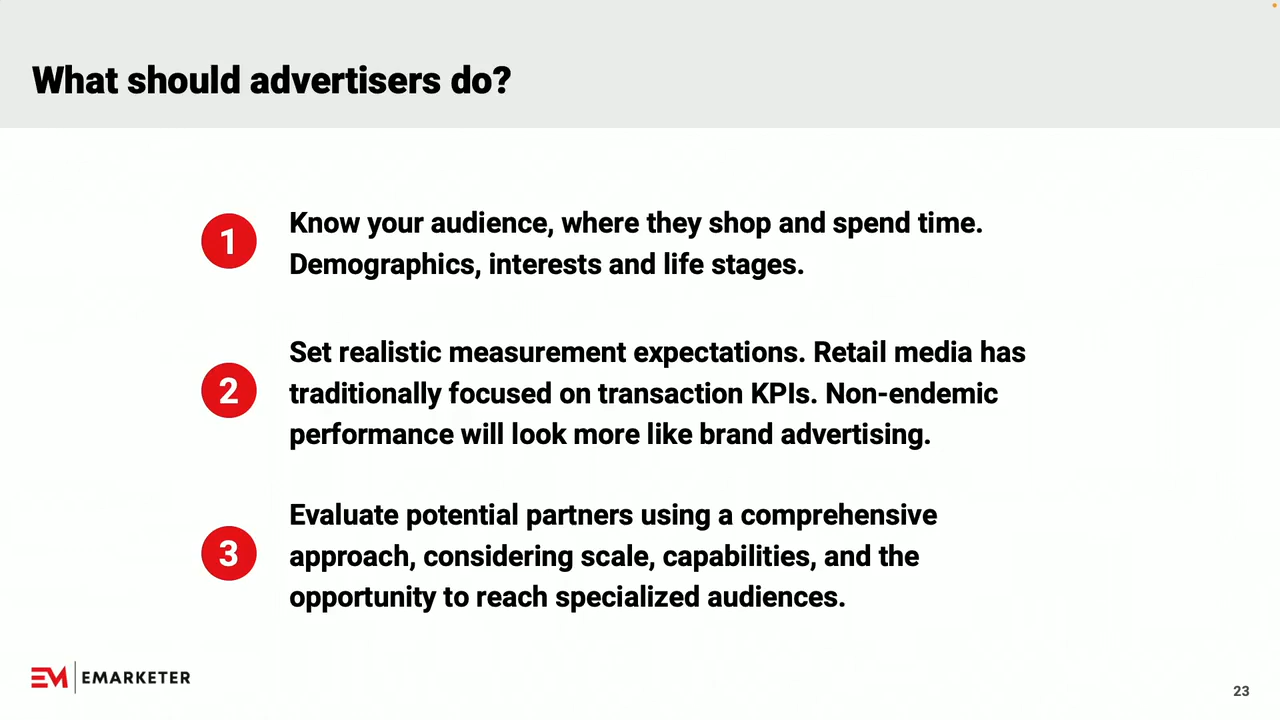 What should advertisers do?
1
Know your audience, where they shop and spend time.
Demographics, interests and life stages.
2
Set realistic measurement expectations. Retail media has
traditionally focused on transaction KPIs. Non-endemic
performance will look more like brand advertising.
3
Evaluate potential partners using a comprehensive
approach, considering scale, capabilities, and the
opportunity to reach specialized audiences.
EM EMARKETER
23